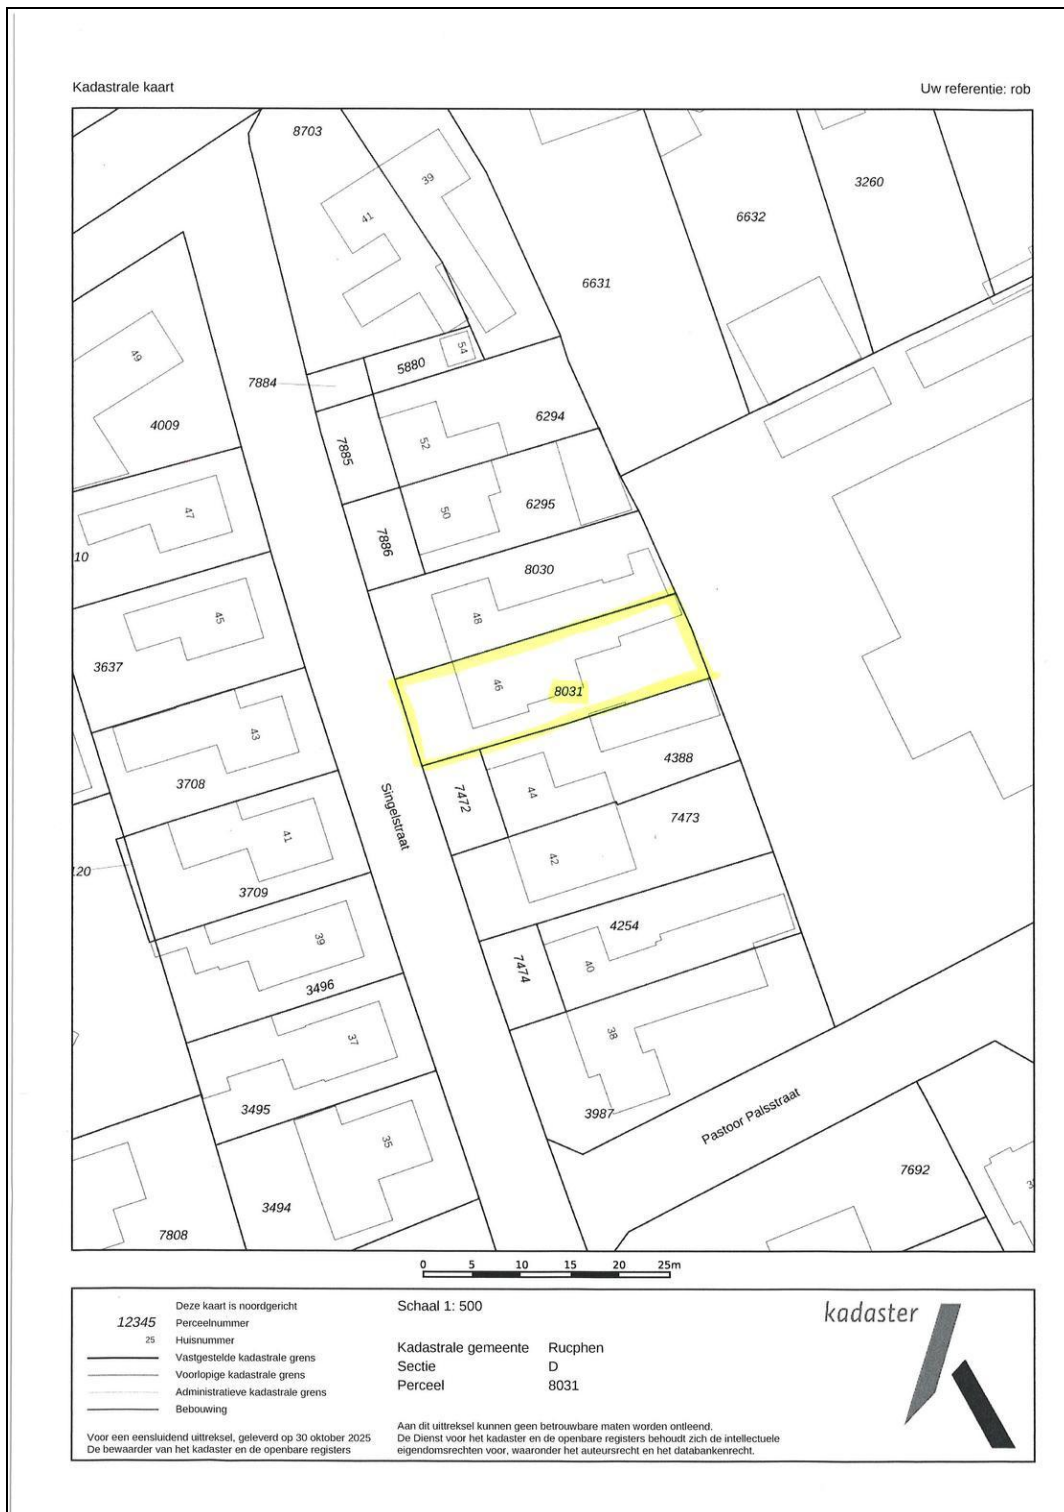 Kadastrale kaart
Uw referentie: rob
8703
39
41
3260
6632
6631
49
54
5880
7884
4009
6294
52
7885
47
50
6295
7886
10
8030
45
48
3637
46
8031
43
4388
3708
7472
44
Singelstraat
7473
41
42
120
3709
4254
39
40
7474
3496
37
38
3495
3987
Pastoor Palsstraat
35
7692
3494
7808
0 5 10 15 20 25m
Deze kaart is noordgericht
12345 Perceelnummer
25 Huisnummer
Vastgestelde kadastrale grens
Voorlopige kadastrale grens
Administratieve kadastrale grens
Bebouwing
Voor een eensluidend uittreksel, geleverd op 30 oktober 2025
De bewaarder van het kadaster en de openbare registers
Schaal 1: 500
Kadastrale gemeente Rucphen
Sectie D
Perceel 8031
Aan dit uittreksel kunnen geen betrouwbare maten worden ontleend.
De Dienst voor het kadaster en de openbare registers behoudt zich de intellectuele
eigendomsrechten voor, waaronder het auteursrecht en het databankenrecht.
kadaster